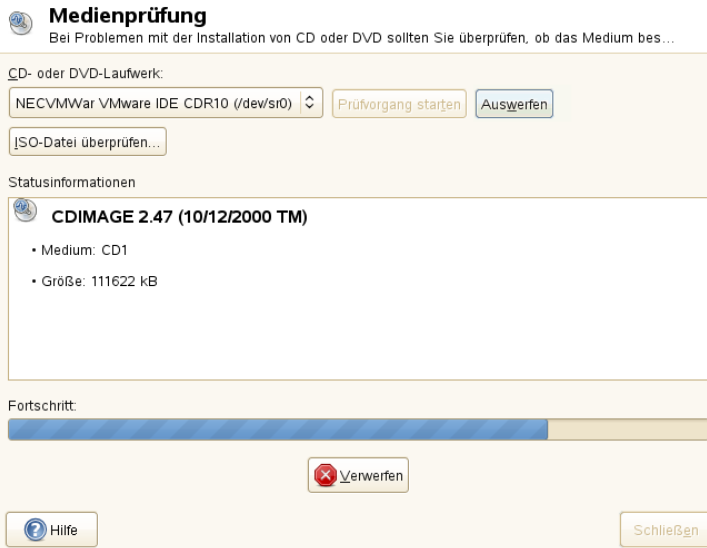 Medienprüfung
Bei Problemen mit der Installation von CD oder DVD sollten Sie überprüfen, ob das Medium bes...
CD- oder DVD-Laufwerk:
NECVMWar VMware IDE CDR10 (/dev/sr0) Prüfvorgang starten Auswerfen
ISO-Datei überprüfen...
Statusinformationen
CDIMAGE 2.47 (10/12/2000 TM)
• Medium: CD1
• Größe: 111622 kB
Fortschritt:
Verwerfen
Hilfe Schließen